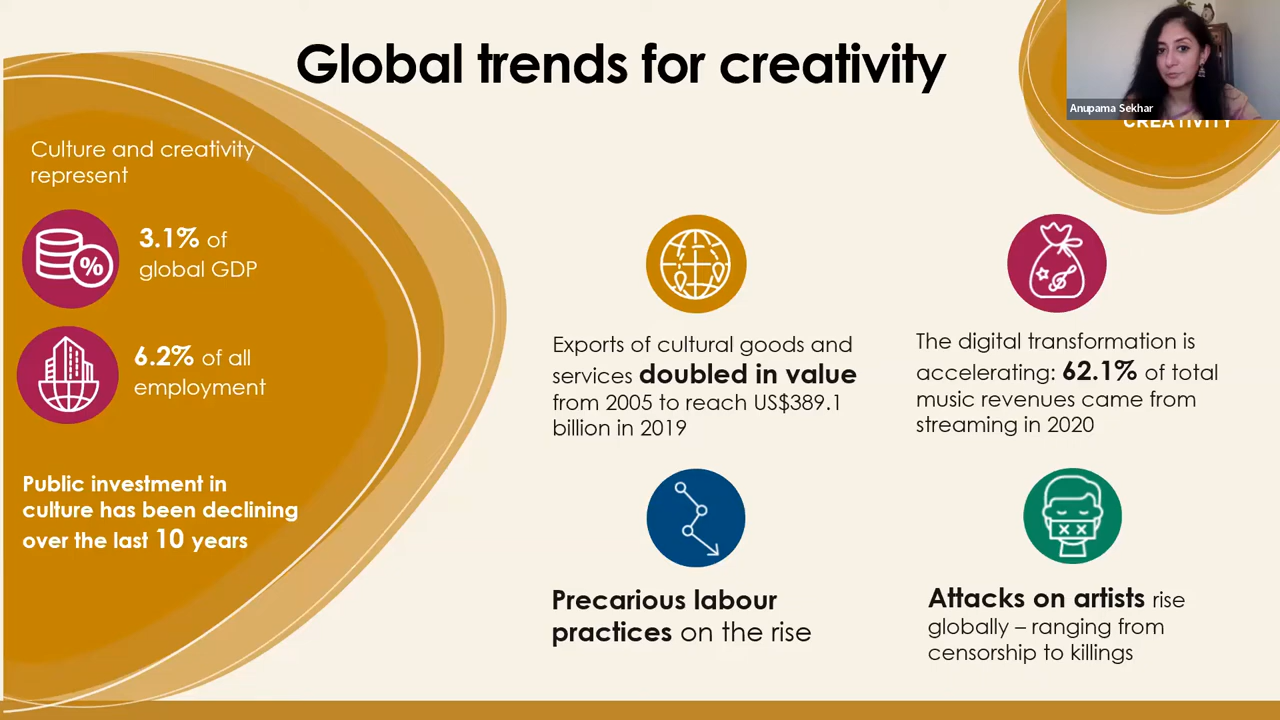 Global trends for creativity
Anupama Sekhar
CREATIVITY
Culture and creativity
represent
%
3.1% of
global GDP
6.2% of all
employment
Public investment in
culture has been declining
over the last 10 years
Exports of cultural goods and
services doubled in value
from 2005 to reach US$389.1
billion in 2019
The digital transformation is
accelerating: 62.1% of total
music revenues came from
streaming in 2020
Precarious labour
practices on the rise
Attacks on artists rise
globally – ranging from
censorship to killings